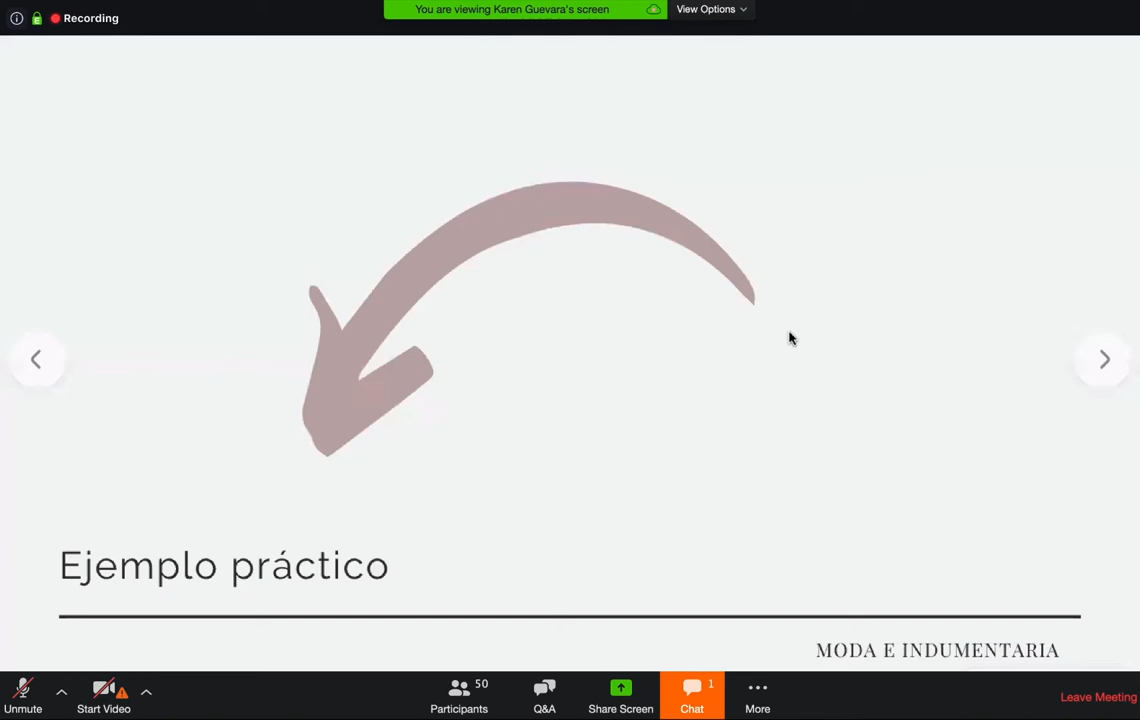 Recording
You are viewing Karen Guevara's screen
View Options
Ejemplo práctico
MODA E INDUMENTARIA
Unmute
Start Video
Participants
50
Q&A
Share Screen
Chat
1
More
Leave Meeting